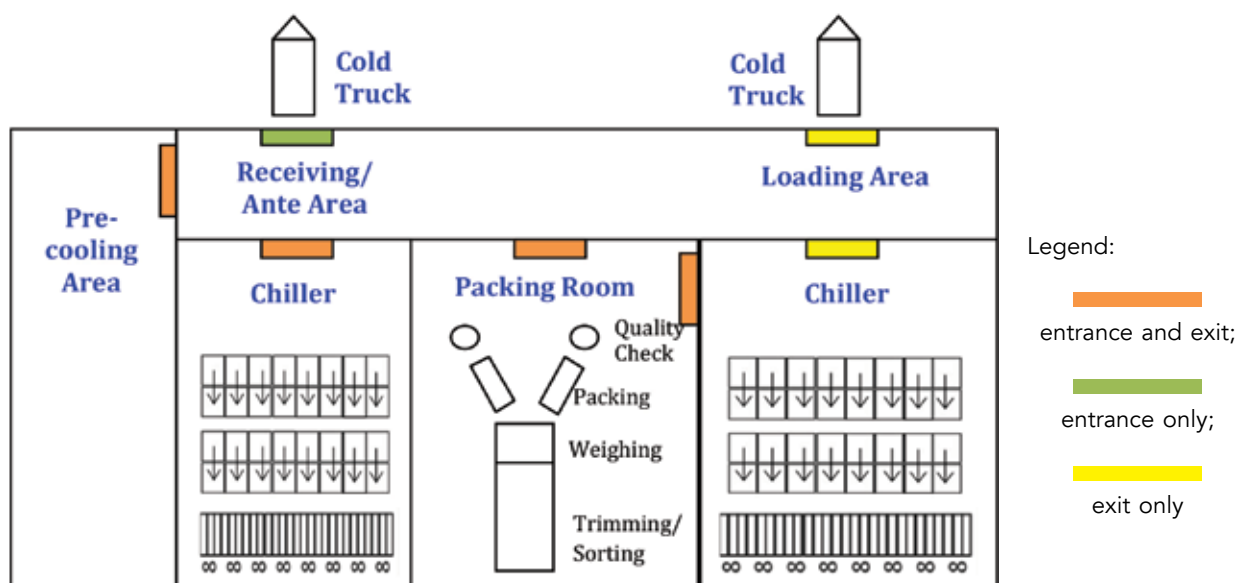 Cold
Truck
Cold
Truck
Receiving/
Ante Area
Loading Area
Pre-
cooling
Area
Chiller
Packing Room
Chiller
Quality
Check
Packing
Weighing
Trimming/
Sorting
Legend:
entrance and exit;
entrance only;
exit only